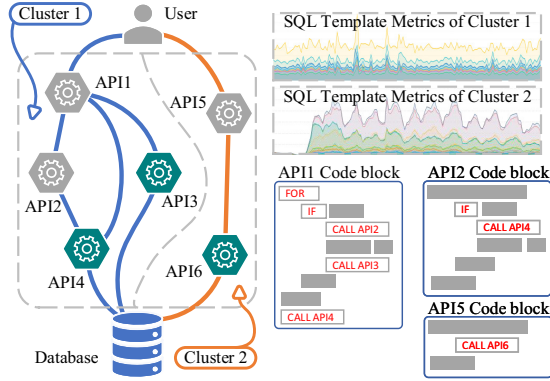 Cluster 1
User
API1
API5
API2
API3
API4
API6
Database
Cluster 2
SQL Template Metrics of Cluster 1
SQL Template Metrics of Cluster 2
API1 Code block
FOR
IF
CALL API2
CALL API3
CALL API4
API2 Code block
IF
CALL API4
API5 Code block
CALL API6